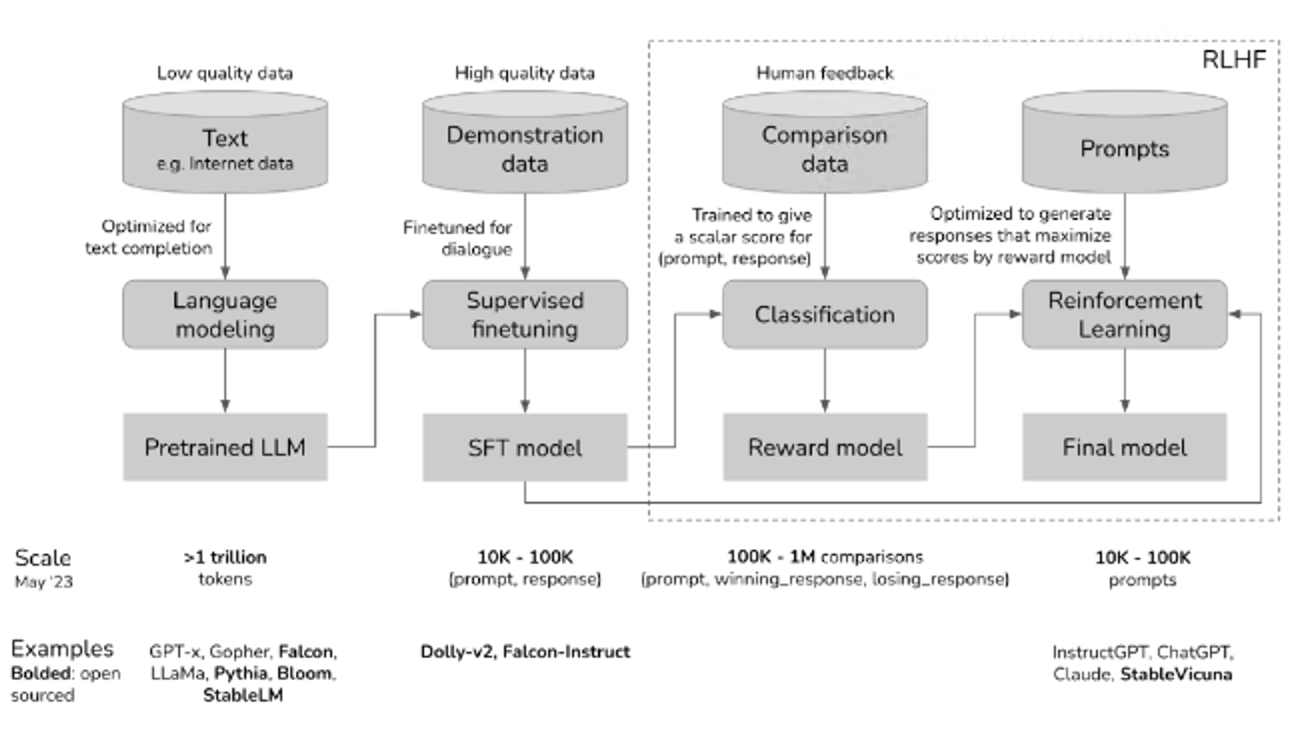 RLHF
Low quality data
Text
e.g. Internet data
Optimized for
text completion
Language
modeling
Pretrained LLM
High quality data
Demonstration
data
Finetuned for
dialogue
Supervised
finetuning
SFT model
Human feedback
Comparison
data
Trained to give
a scalar score for
(prompt, response)
Classification
Reward model
Prompts
Optimized to generate
responses that maximize
scores by reward model
Reinforcement
Learning
Final model
Scale
May '23
>1 trillion
tokens
10K - 100K
(prompt, response)
100K - 1M comparisons
(prompt, winning_response, losing_response)
10K - 100K
prompts
Examples
Bolded: open
sourced
GPT-x, Gopher, Falcon,
LLaMa, Pythia, Bloom,
StableLM
Dolly-v2, Falcon-Instruct
InstructGPT, ChatGPT,
Claude, StableVicuna